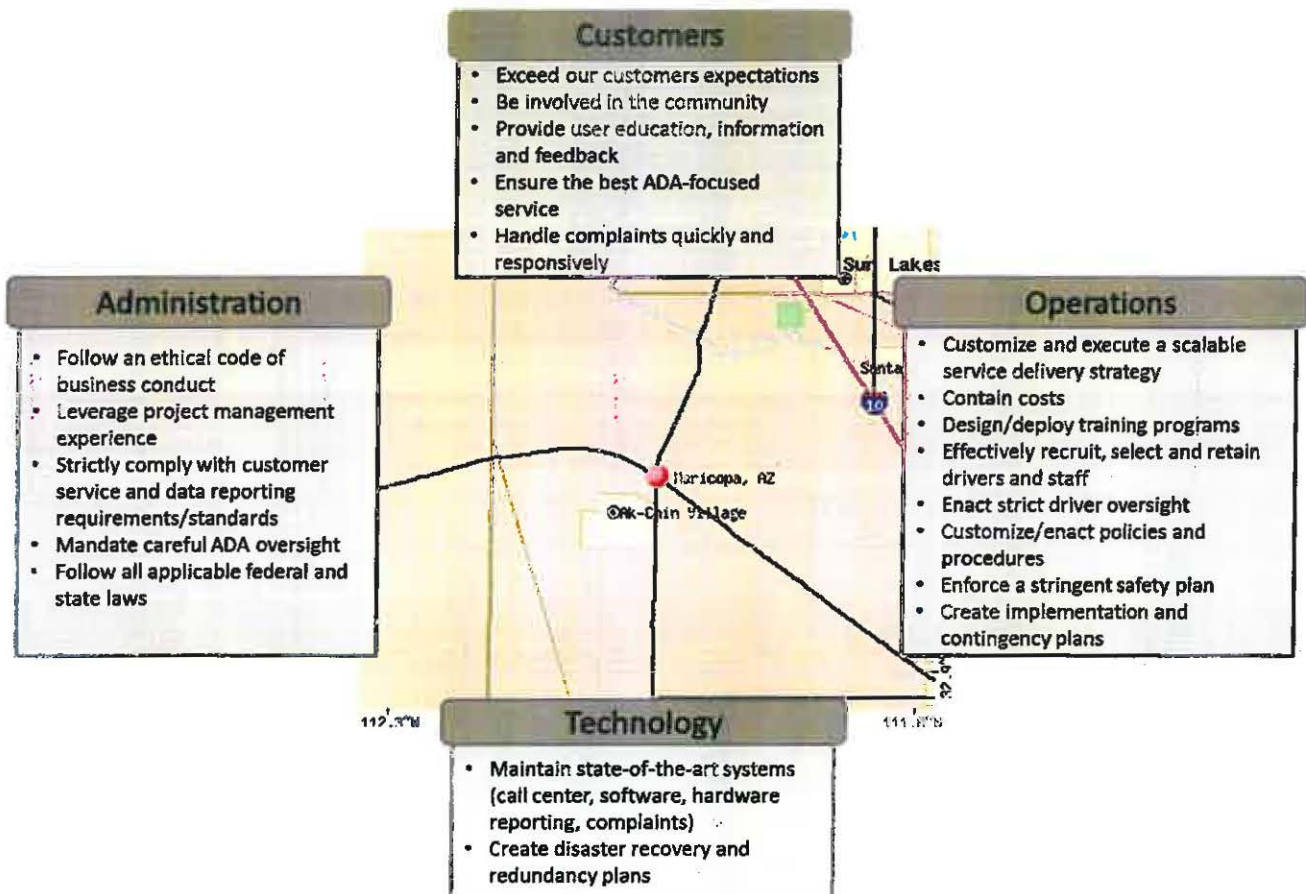 Customers
• Exceed our customers expectations
• Be involved in the community
• Provide user education, information
and feedback
• Ensure the best ADA-focused
service
• Handle complaints quickly and
responsively
Administration
• Follow an ethical code of
business conduct
• Leverage project management
experience
• Strictly comply with customer
service and data reporting
requirements/standards
• Mandate careful ADA oversight
• Follow all applicable federal and
state laws
Sun Lakes
Santa
10
Maricopa, AZ
Ak-Chin Village
Operations
• Customize and execute a scalable
service delivery strategy
• Contain costs
• Design/deploy training programs
• Effectively recruit, select and retain
drivers and staff
• Enact strict driver oversight
• Customize/enact policies and
procedures
• Enforce a stringent safety plan
• Create implementation and
contingency plans
112.3°W
Technology
• Maintain state-of-the-art systems
(call center, software, hardware
reporting, complaints)
• Create disaster recovery and
redundancy plans